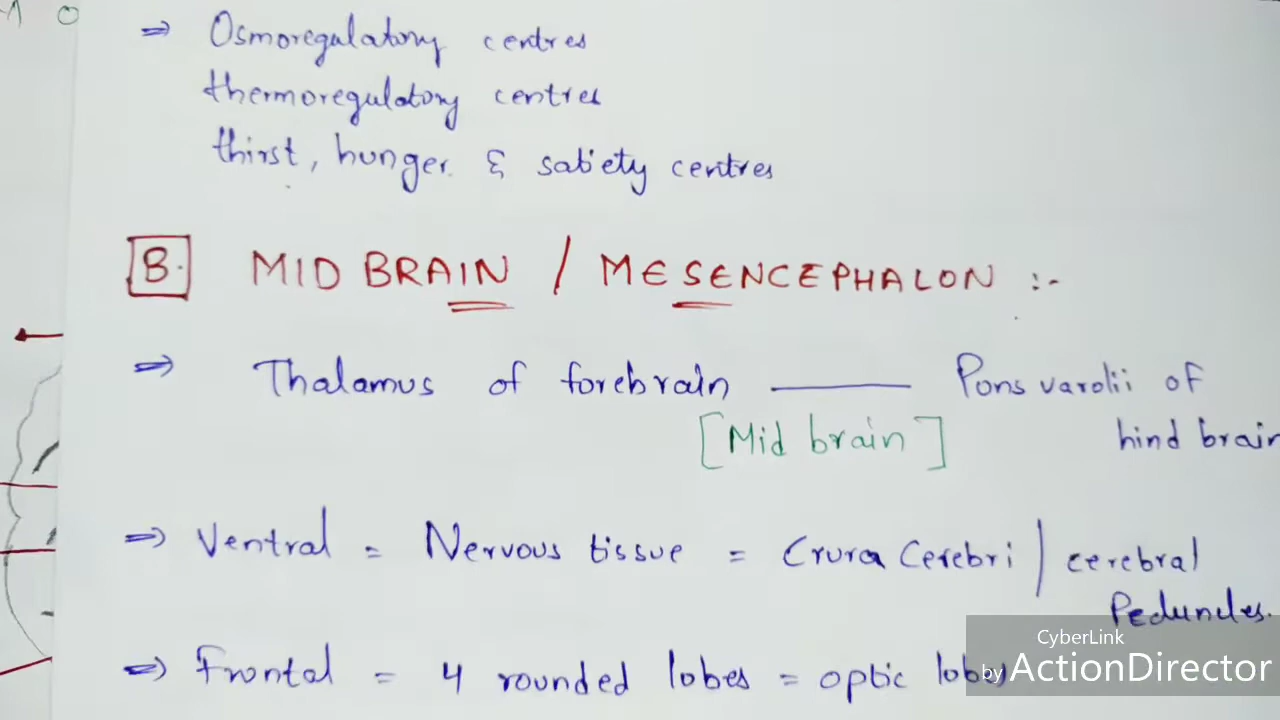 ⇒ Osmoregulatory centres
thermoregulatory centres
thirst, hunger & satiety centres
B. MID BRAIN / MESENCEPHALON :-
⇒ Thalamus of forebrain —— Pons varolii of
[Mid brain] hind brain
⇒ Ventral = Nervous tissue = Crura Cerebri / cerebral
Peduncles.
⇒ Frontal = 4 rounded lobes = optic lobes
CyberLink
by ActionDirector